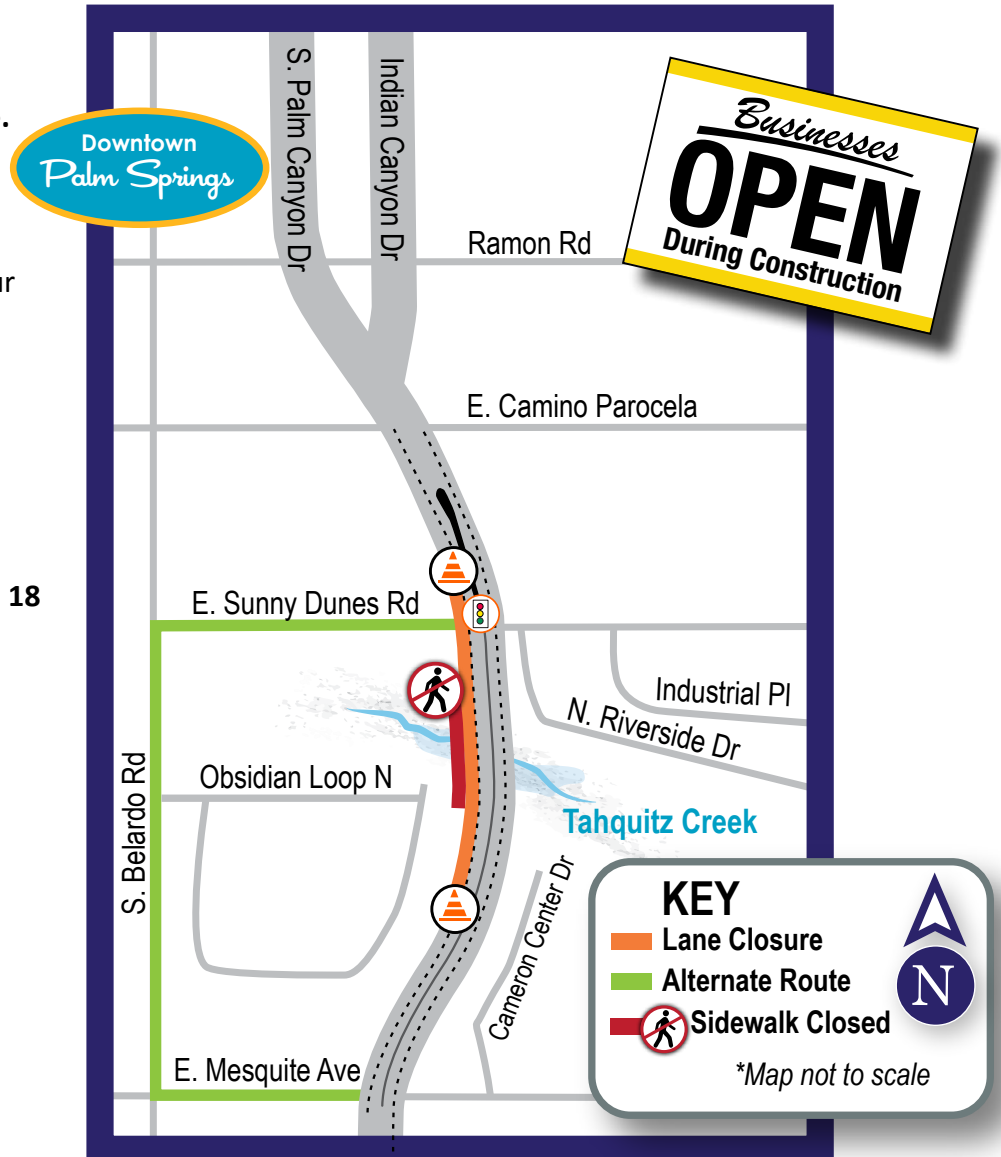 .
Downtown
Palm Springs
S. Palm Canyon Dr
Indian Canyon Dr
Businesses
OPEN
During Construction
Ramon Rd
ur
E. Camino Parocela
18
E. Sunny Dunes Rd
Industrial Pl
N. Riverside Dr
S. Belardo Rd
Obsidian Loop N
Tahquitz Creek
Cameron Center Dr
E. Mesquite Ave
KEY
Lane Closure
Alternate Route
Sidewalk Closed
N
*Map not to scale